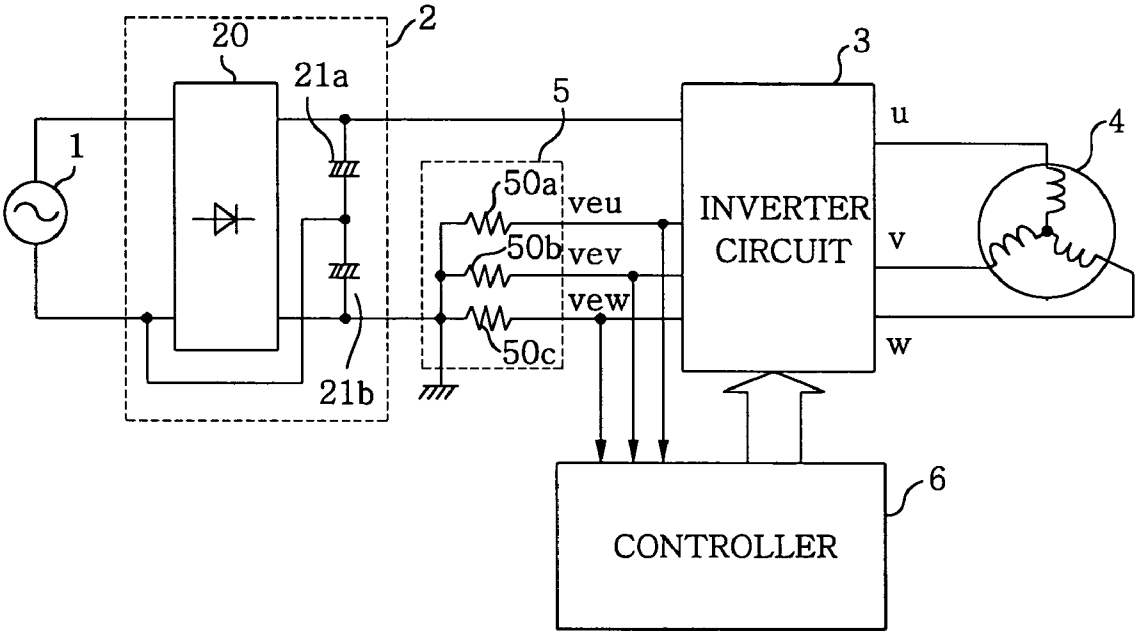 2
20
3
21a
5
u
4
1
50a
veu
INVERTER
CIRCUIT
50b
vev
v
vew
50c
w
21b
6
CONTROLLER